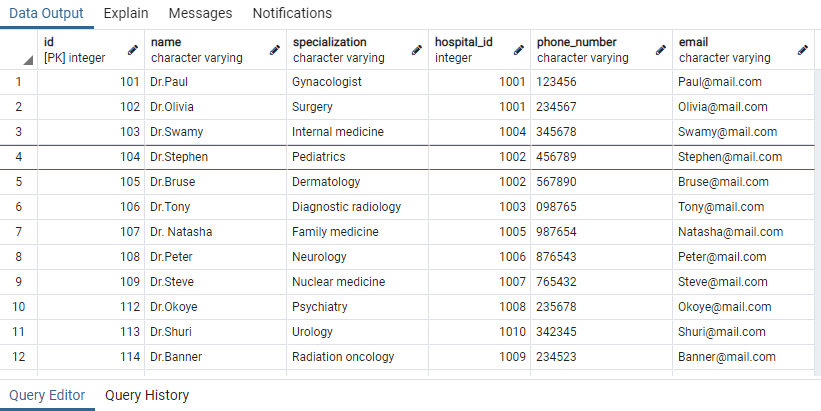 Data Output Explain Messages Notifications
id name specialization hospital_id phone_number email
[PK] integer character varying character varying integer character varying character varying
1 101 Dr.Paul Gynacologist 1001 123456 Paul@mail.com
2 102 Dr.Olivia Surgery 1001 234567 Olivia@mail.com
3 103 Dr.Swamy Internal medicine 1004 345678 Swamy@mail.com
4 104 Dr.Stephen Pediatrics 1002 456789 Stephen@mail.com
5 105 Dr.Bruse Dermatology 1002 567890 Bruse@mail.com
6 106 Dr.Tony Diagnostic radiology 1003 098765 Tony@mail.com
7 107 Dr. Natasha Family medicine 1005 987654 Natasha@mail.com
8 108 Dr.Peter Neurology 1006 876543 Peter@mail.com
9 109 Dr.Steve Nuclear medicine 1007 765432 Steve@mail.com
10 112 Dr.Okoye Psychiatry 1008 235678 Okoye@mail.com
11 113 Dr.Shuri Urology 1010 342345 Shuri@mail.com
12 114 Dr.Banner Radiation oncology 1009 234523 Banner@mail.com
Query Editor Query History